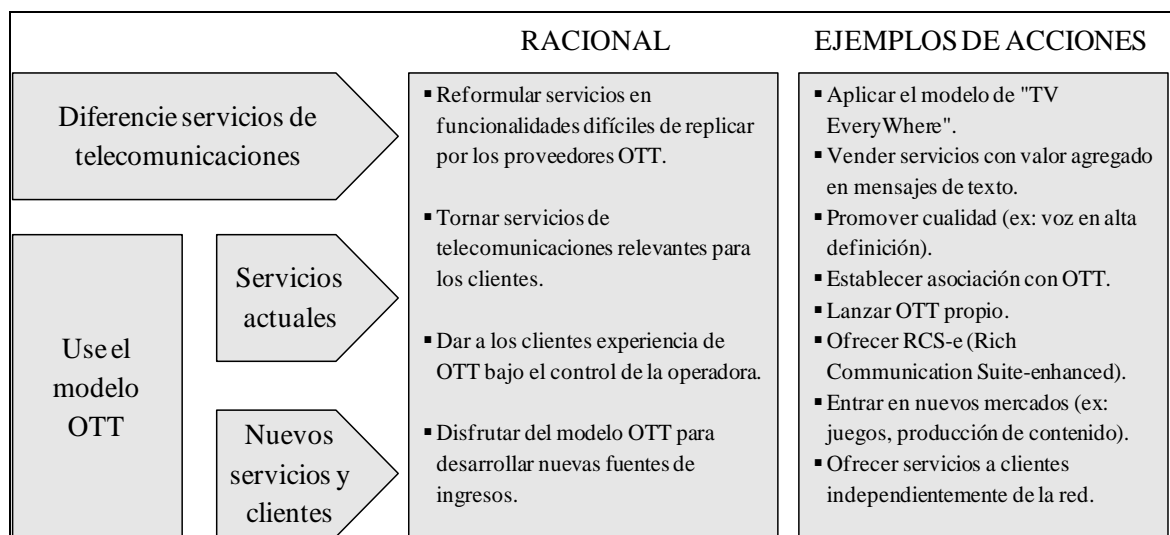 RACIONAL
EJEMPLOS DE ACCIONES
Diferencie servicios de
telecomunicaciones
Use el
modelo
OTT
Servicios
actuales
Nuevos
servicios y
clientes
▪ Reformular servicios en
funcionalidades difíciles de replicar
por los proveedores OTT.
▪ Tornar servicios de
telecomunicaciones relevantes para
los clientes.
▪ Dar a los clientes experiencia de
OTT bajo el control de la operadora.
▪ Disfrutar del modelo OTT para
desarrollar nuevas fuentes de
ingresos.
▪ Aplicar el modelo de "TV
EveryWhere".
▪ Vender servicios con valor agregado
en mensajes de texto.
▪ Promover cualidad (ex: voz en alta
definición).
▪ Establecer asociación con OTT.
▪ Lanzar OTT propio.
▪ Ofrecer RCS-e (Rich
Communication Suite-enhanced).
▪ Entrar en nuevos mercados (ex:
juegos, producción de contenido).
▪ Ofrecer servicios a clientes
independientemente de la red.